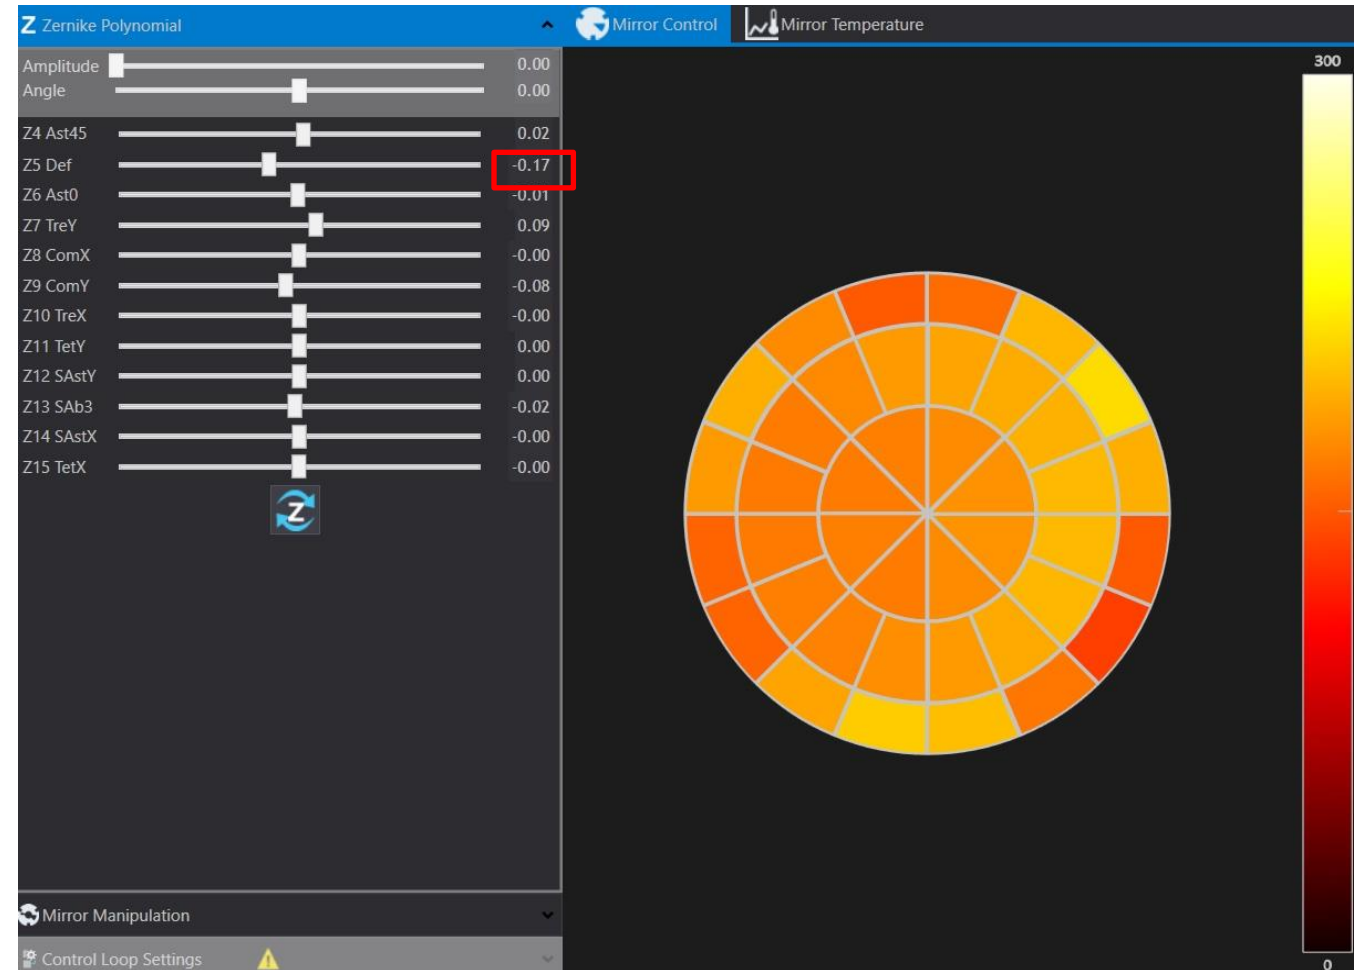 Z Zernike Polynomial
Mirror Control
Mirror Temperature
Amplitude 0.00
Angle 0.00
Z4 Ast45 0.02
Z5 Def -0.17
Z6 Ast0 -0.01
Z7 TreY 0.09
Z8 ComX -0.00
Z9 ComY -0.08
Z10 TreX -0.00
Z11 TetY 0.00
Z12 SAstY 0.00
Z13 SAb3 -0.02
Z14 SAstX -0.00
Z15 TetX -0.00
Z
Mirror Manipulation
Control Loop Settings
300
0